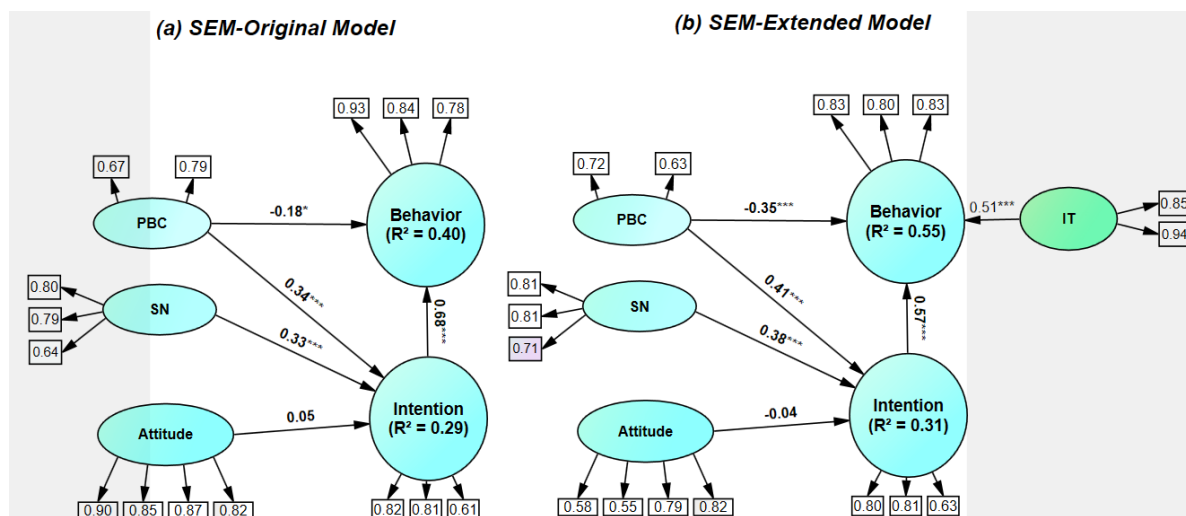 (a) SEM-Original Model
0.93 0.84 0.78
0.67 0.79
PBC
-0.18*
Behavior
(R² = 0.40)
0.80
0.79
0.64
SN
0.34***
0.33***
0.68***
Attitude
0.05
Intention
(R² = 0.29)
0.90 0.85 0.87 0.82
0.82 0.81 0.61
(b) SEM-Extended Model
0.83 0.80 0.83
0.72 0.63
PBC
-0.35***
Behavior
(R² = 0.55)
0.51***
IT
0.85
0.94
0.81
0.81
0.71
SN
0.41***
0.38***
0.57***
Attitude
-0.04
Intention
(R² = 0.31)
0.58 0.55 0.79 0.82
0.80 0.81 0.63